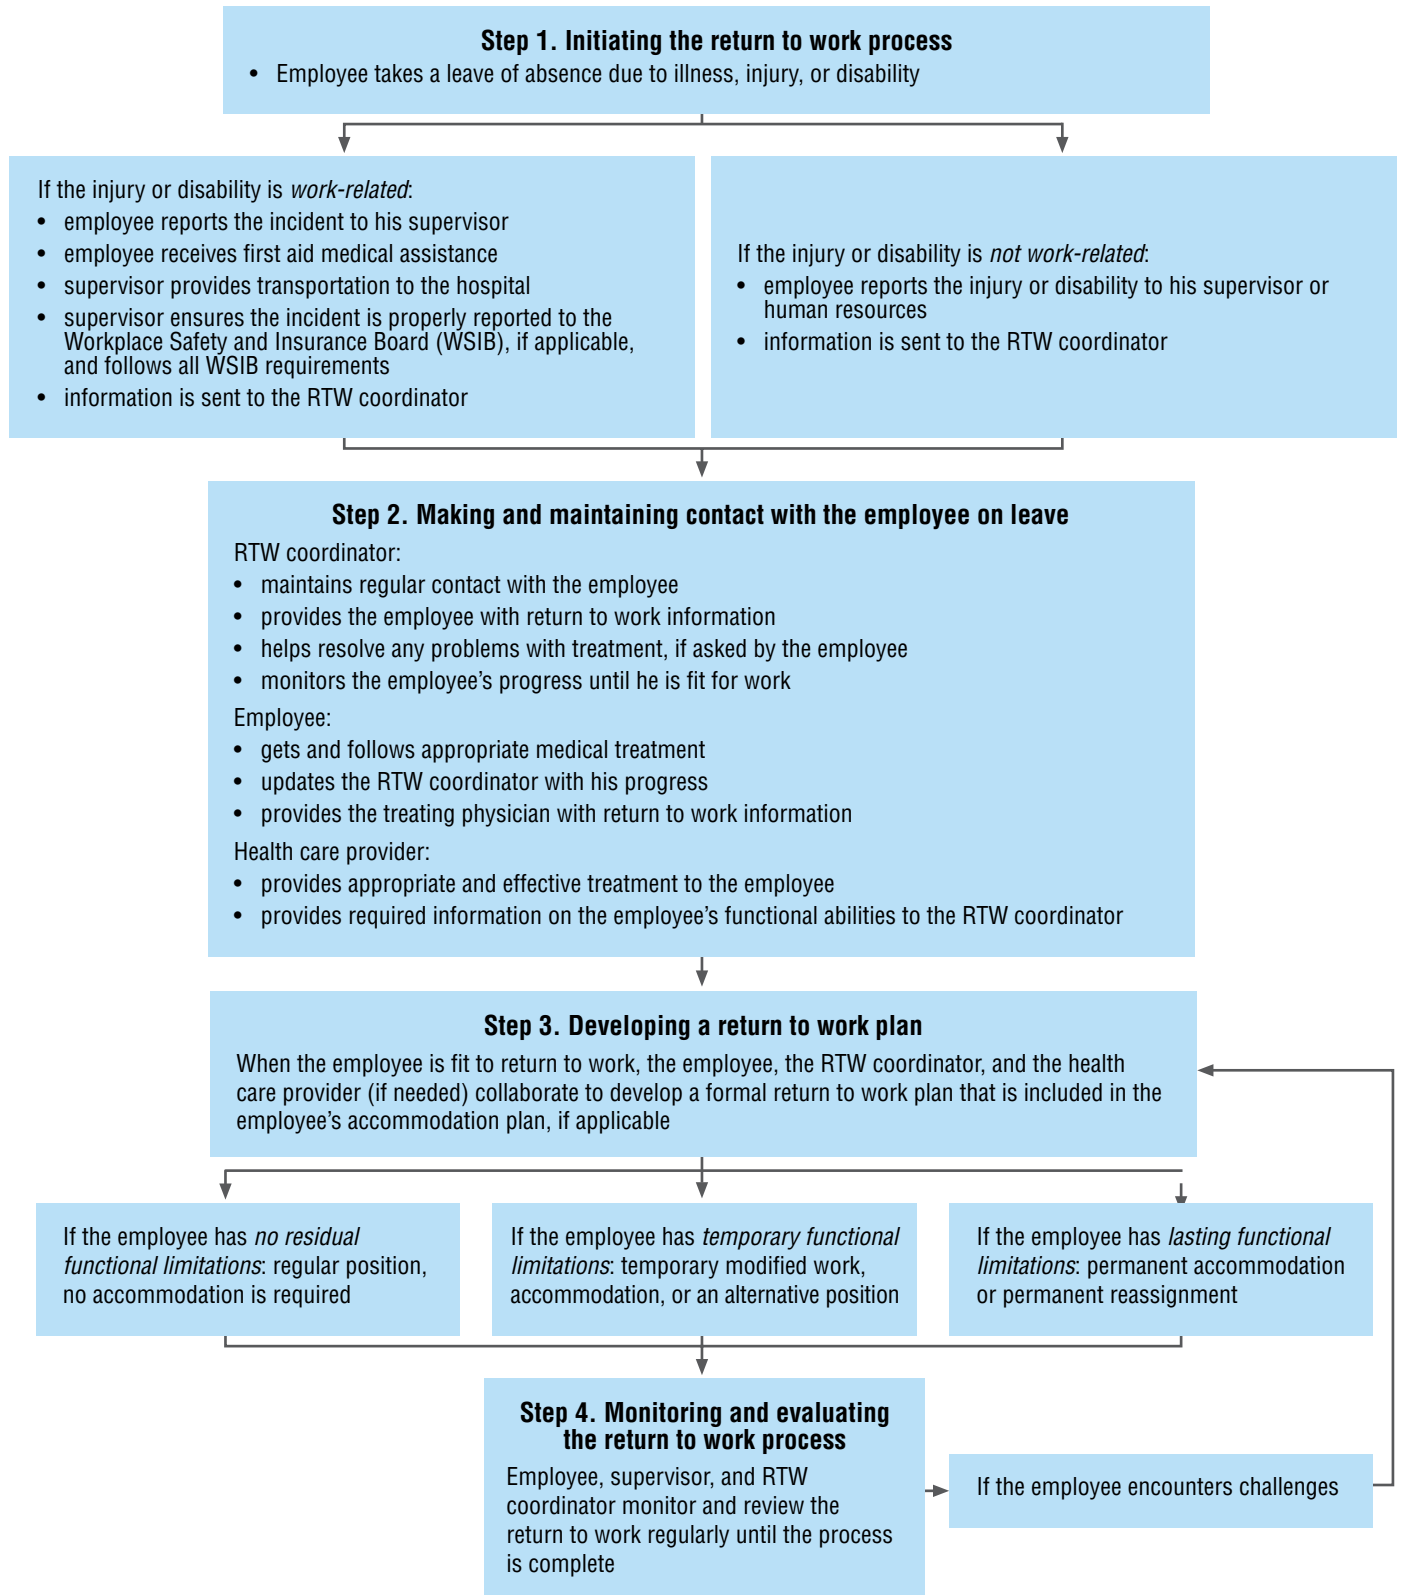 Step 1. Initiating the return to work process
• Employee takes a leave of absence due to illness, injury, or disability
If the injury or disability is work-related:
• employee reports the incident to his supervisor
• employee receives first aid medical assistance
• supervisor provides transportation to the hospital
• supervisor ensures the incident is properly reported to the
Workplace Safety and Insurance Board (WSIB), if applicable,
and follows all WSIB requirements
• information is sent to the RTW coordinator
If the injury or disability is not work-related:
• employee reports the injury or disability to his supervisor or
human resources
• information is sent to the RTW coordinator
Step 2. Making and maintaining contact with the employee on leave
RTW coordinator:
• maintains regular contact with the employee
• provides the employee with return to work information
• helps resolve any problems with treatment, if asked by the employee
• monitors the employee’s progress until he is fit for work
Employee:
• gets and follows appropriate medical treatment
• updates the RTW coordinator with his progress
• provides the treating physician with return to work information
Health care provider:
• provides appropriate and effective treatment to the employee
• provides required information on the employee’s functional abilities to the RTW coordinator
Step 3. Developing a return to work plan
When the employee is fit to return to work, the employee, the RTW coordinator, and the health
care provider (if needed) collaborate to develop a formal return to work plan that is included in the
employee’s accommodation plan, if applicable
If the employee has no residual
functional limitations: regular position,
no accommodation is required
If the employee has temporary functional
limitations: temporary modified work,
accommodation, or an alternative position
If the employee has lasting functional
limitations: permanent accommodation
or permanent reassignment
Step 4. Monitoring and evaluating
the return to work process
Employee, supervisor, and RTW
coordinator monitor and review the
return to work regularly until the process
is complete
If the employee encounters challenges